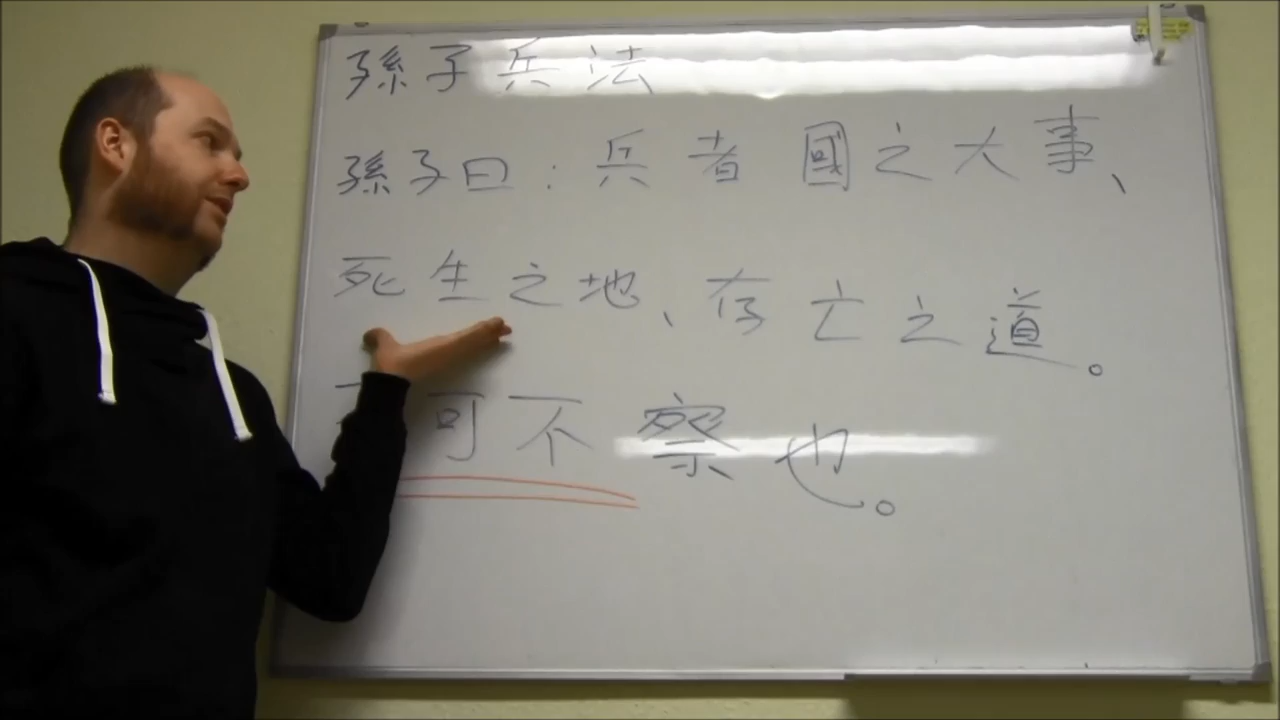 孫子兵法
孫子曰：兵者國之大事、
死生之地、存亡之道。
可不察也。